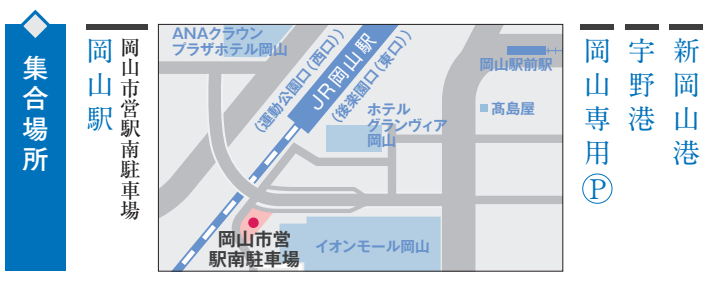 集合場所
岡山駅
岡山市営駅南駐車場
ANAクラウン
プラザホテル岡山
JR岡山駅
(運動公園口(西口))
(後楽園口(東口))
岡山駅前駅
髙島屋
ホテル
グランヴィア
岡山
イオンモール岡山
岡山市営
駅南駐車場
新岡山港
宇野港
岡山専用Ⓟ